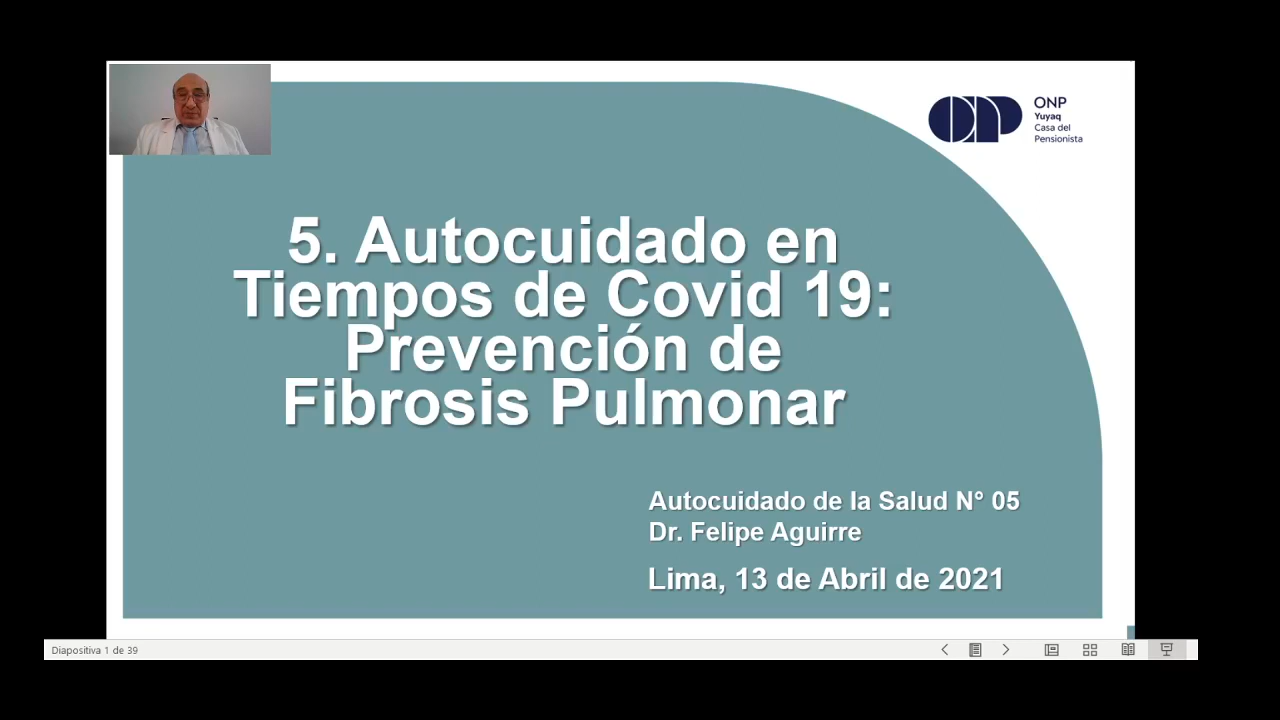 ONP
Yuyaq
Casa del
Pensionista
5. Autocuidado en
Tiempos de Covid 19:
Prevención de
Fibrosis Pulmonar
Autocuidado de la Salud N° 05
Dr. Felipe Aguirre
Lima, 13 de Abril de 2021
Diapositiva 1 de 39